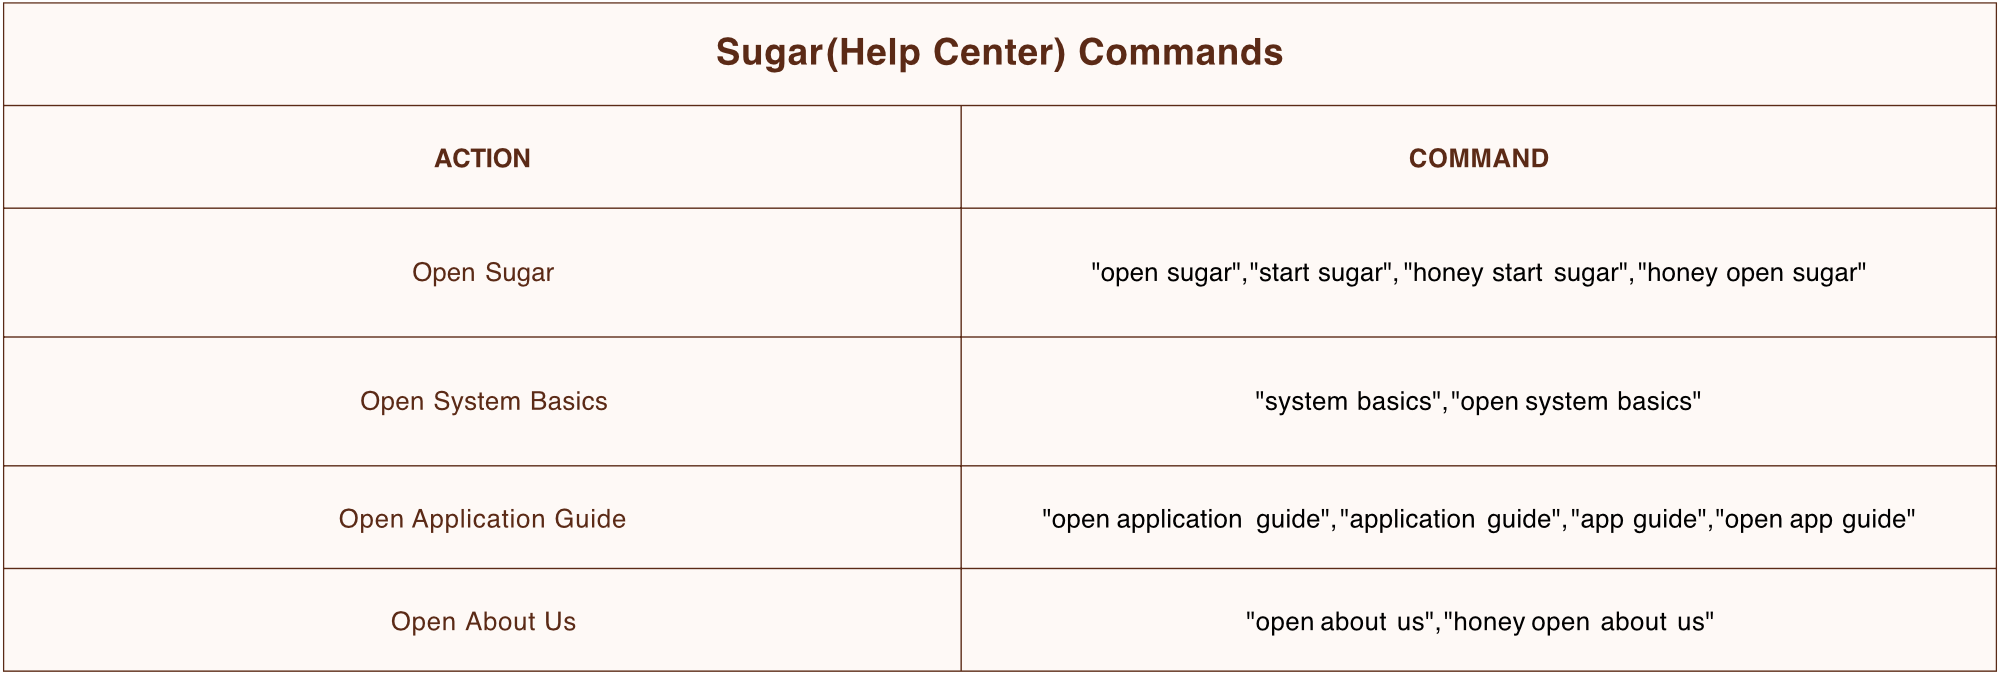 Sugar(Help Center) Commands
ACTION COMMAND
Open Sugar "open sugar","start sugar", "honey start sugar","honey open sugar"
Open System Basics "system basics","open system basics"
Open Application Guide "open application guide","application guide","app guide","open app guide"
Open About Us "open about us","honey open about us"